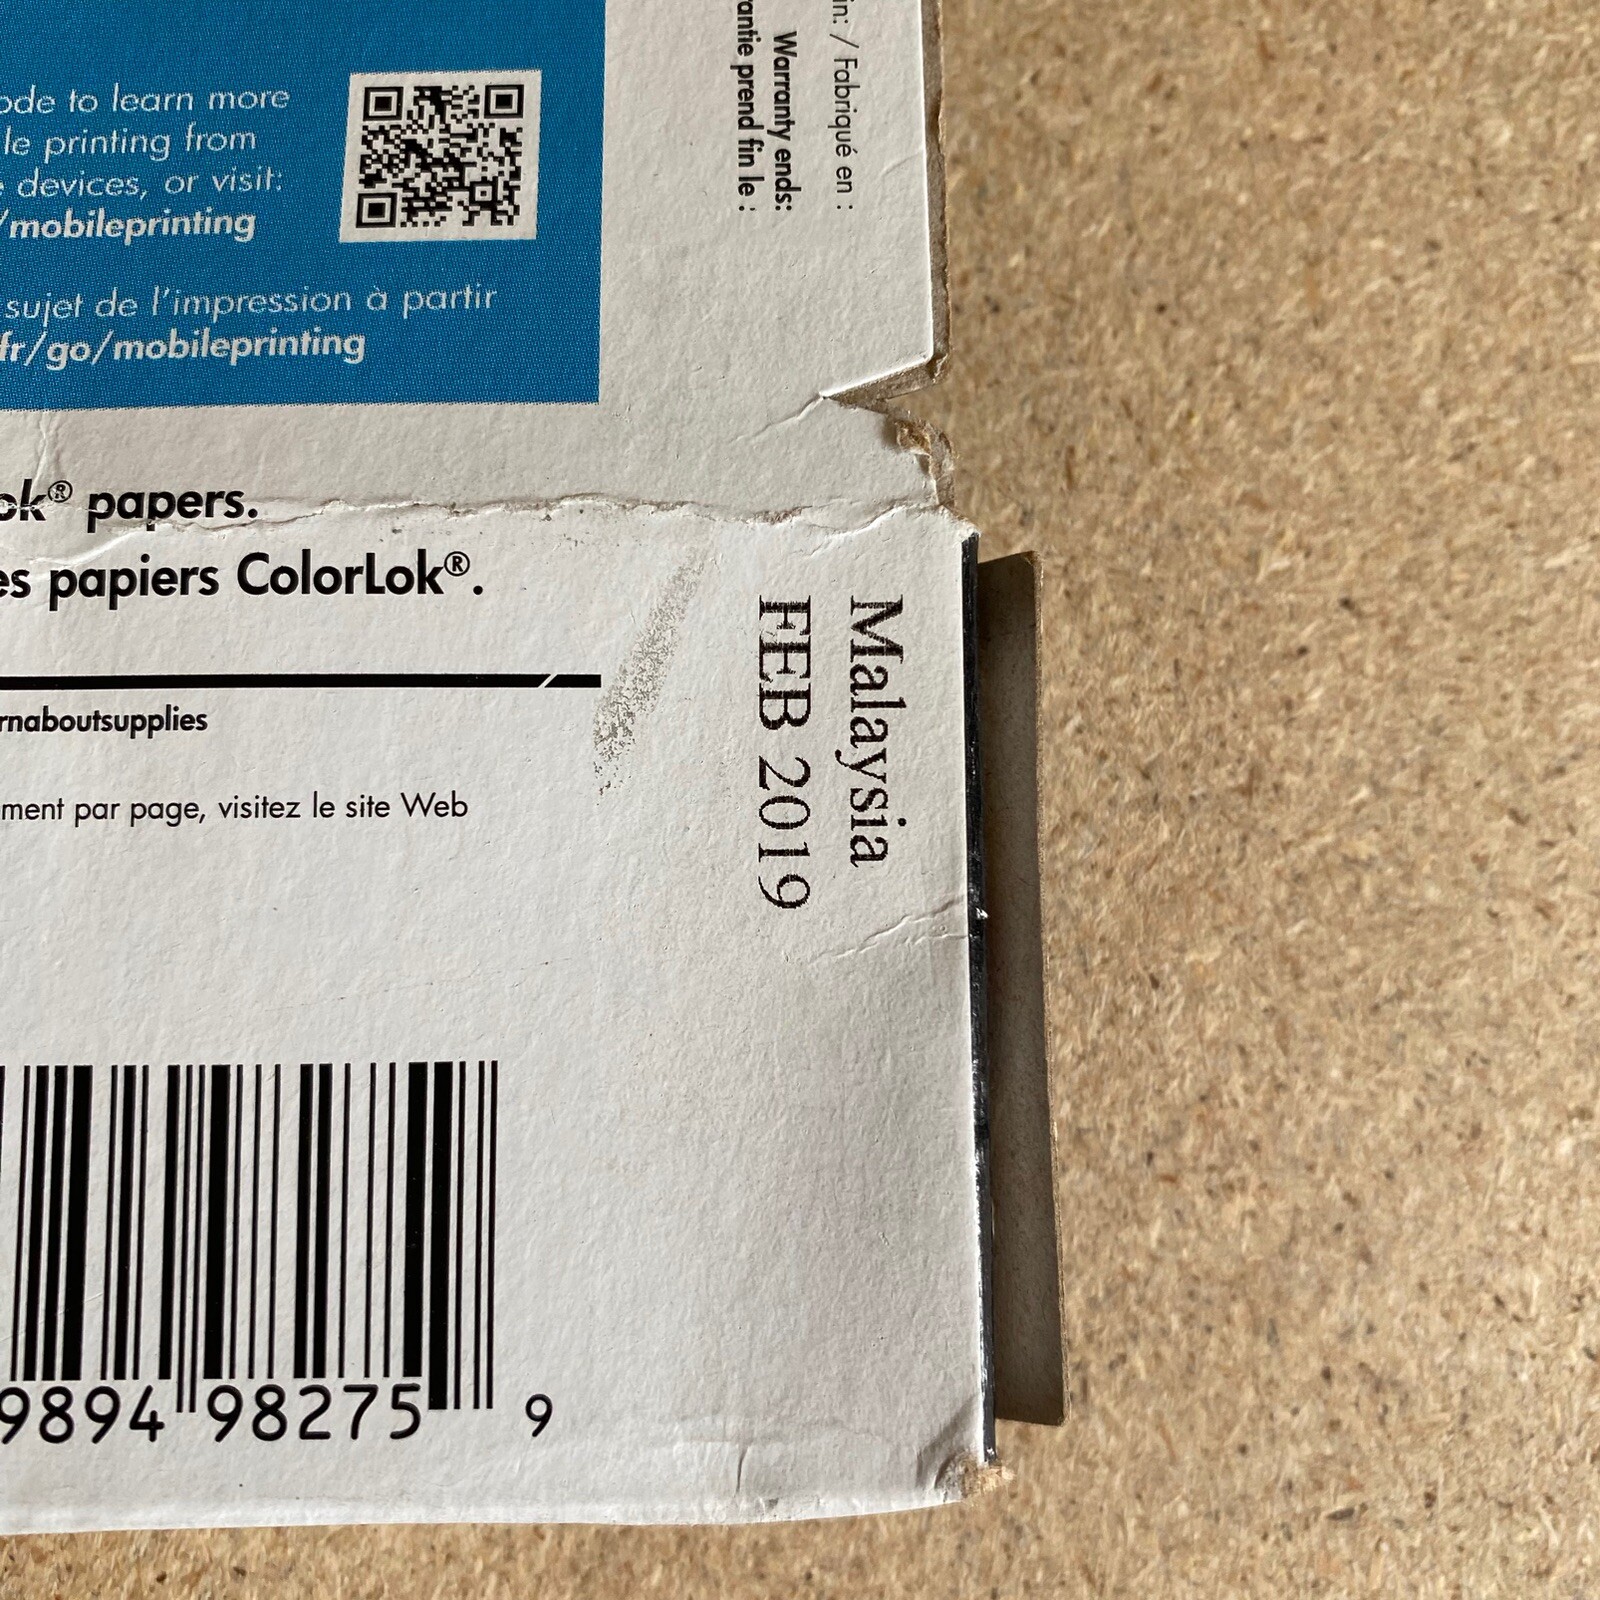 ode to learn more
le printing from
devices, or visit:
/mobileprinting
sujet de l'impression à partir
fr/go/mobileprinting
in: / Fabriqué en :
Warranty ends:
rantie prend fin le :
ok® papers.
es papiers ColorLok®.
Malaysia
FEB 2019
rnaboutsupplies
ment par page, visitez le site Web
9894 98275 9